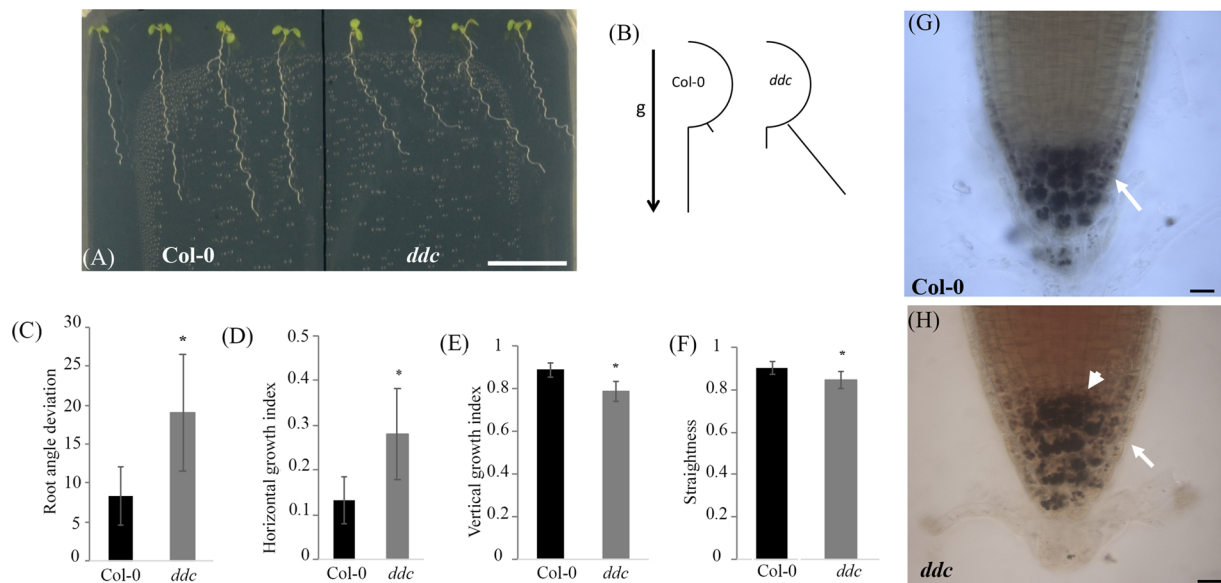 (A)
Col-0
ddc
(B)
g
Col-0
ddc
(G)
Col-0
(H)
ddc
(C)
Root angle deviation
30
25
20
15
10
5
0
*
Col-0
ddc
(D)
Horizontal growth index
0.5
0.4
0.3
0.2
0.1
0
*
Col-0
ddc
(E)
Vertical growth index
1
0.8
0.6
0.4
0.2
0
*
Col-0
ddc
(F)
Straightness
1
0.8
0.6
0.4
0.2
0
*
Col-0
ddc